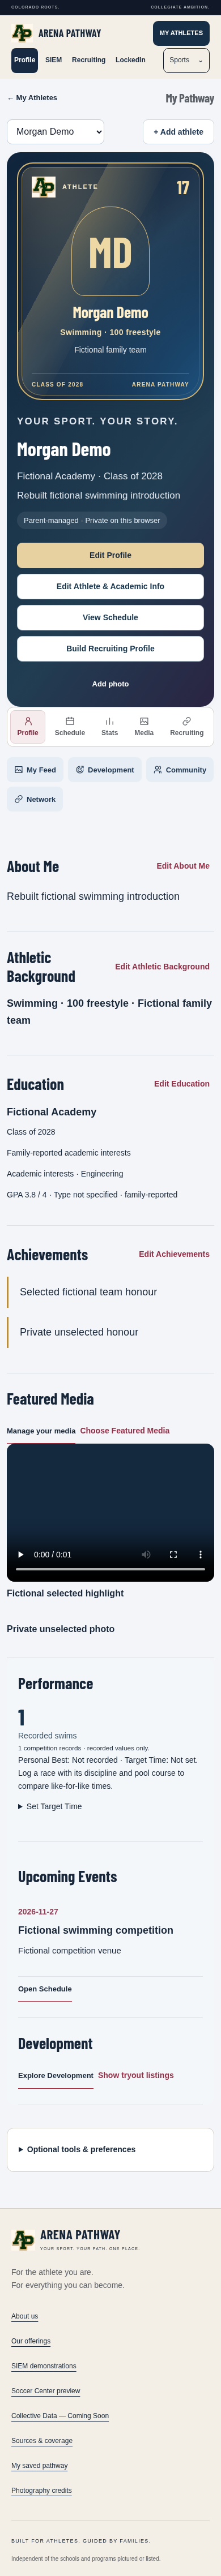 COLORADO ROOTS.
COLLEGIATE AMBITION.
AP
ARENA PATHWAY
MY ATHLETES
Profile
SIEM
Recruiting
LockedIn
Sports
← My Athletes
My Pathway
Morgan Demo
+ Add athlete
AP
ATHLETE
17
MD
Morgan Demo
Swimming · 100 freestyle
Fictional family team
CLASS OF 2028
ARENA PATHWAY
YOUR SPORT. YOUR STORY.
Morgan Demo
Fictional Academy · Class of 2028
Rebuilt fictional swimming introduction
Parent-managed · Private on this browser
Edit Profile
Edit Athlete & Academic Info
View Schedule
Build Recruiting Profile
Add photo
Profile
Schedule
Stats
Media
Recruiting
My Feed
Development
Community
Network
About Me
Edit About Me
Rebuilt fictional swimming introduction
Athletic
Background
Edit Athletic Background
Swimming · 100 freestyle · Fictional family
team
Education
Edit Education
Fictional Academy
Class of 2028
Family-reported academic interests
Academic interests · Engineering
GPA 3.8 / 4 · Type not specified · family-reported
Achievements
Edit Achievements
Selected fictional team honour
Private unselected honour
Featured Media
Manage your media
Choose Featured Media
0:00 / 0:01
Fictional selected highlight
Private unselected photo
Performance
1
Recorded swims
1 competition records · recorded values only.
Personal Best: Not recorded · Target Time: Not set.
Log a race with its discipline and pool course to
compare like-for-like times.
▶ Set Target Time
Upcoming Events
2026-11-27
Fictional swimming competition
Fictional competition venue
Open Schedule
Development
Explore Development
Show tryout listings
▶ Optional tools & preferences
AP
ARENA PATHWAY
YOUR SPORT. YOUR PATH. ONE PLACE.
For the athlete you are.
For everything you can become.
About us
Our offerings
SIEM demonstrations
Soccer Center preview
Collective Data — Coming Soon
Sources & coverage
My saved pathway
Photography credits
BUILT FOR ATHLETES. GUIDED BY FAMILIES.
Independent of the schools and programs pictured or listed.